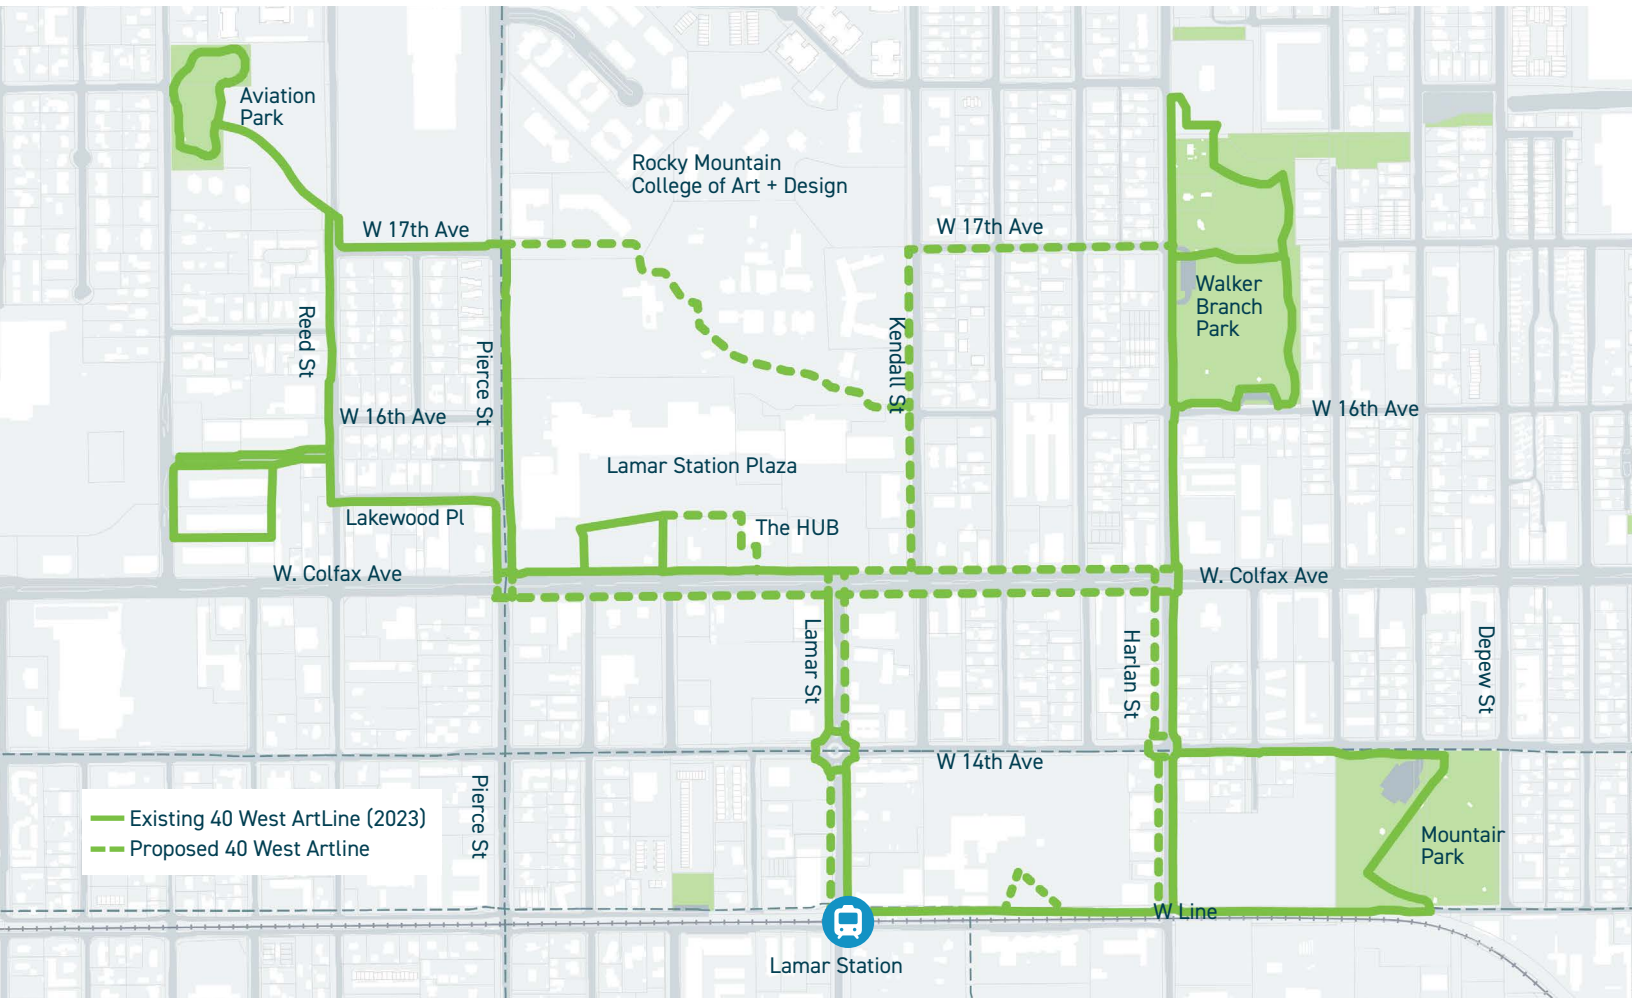 Aviation
Park
Rocky Mountain
College of Art + Design
W 17th Ave
W 17th Ave
Walker
Branch
Park
Reed St
Pierce St
Kendall St
W 16th Ave
W 16th Ave
Lamar Station Plaza
Lakewood Pl
The HUB
W. Colfax Ave
W. Colfax Ave
Lamar St
Harlan St
Depew St
W 14th Ave
Pierce St
Existing 40 West ArtLine (2023)
Proposed 40 West Artline
Mountair
Park
W Line
Lamar Station